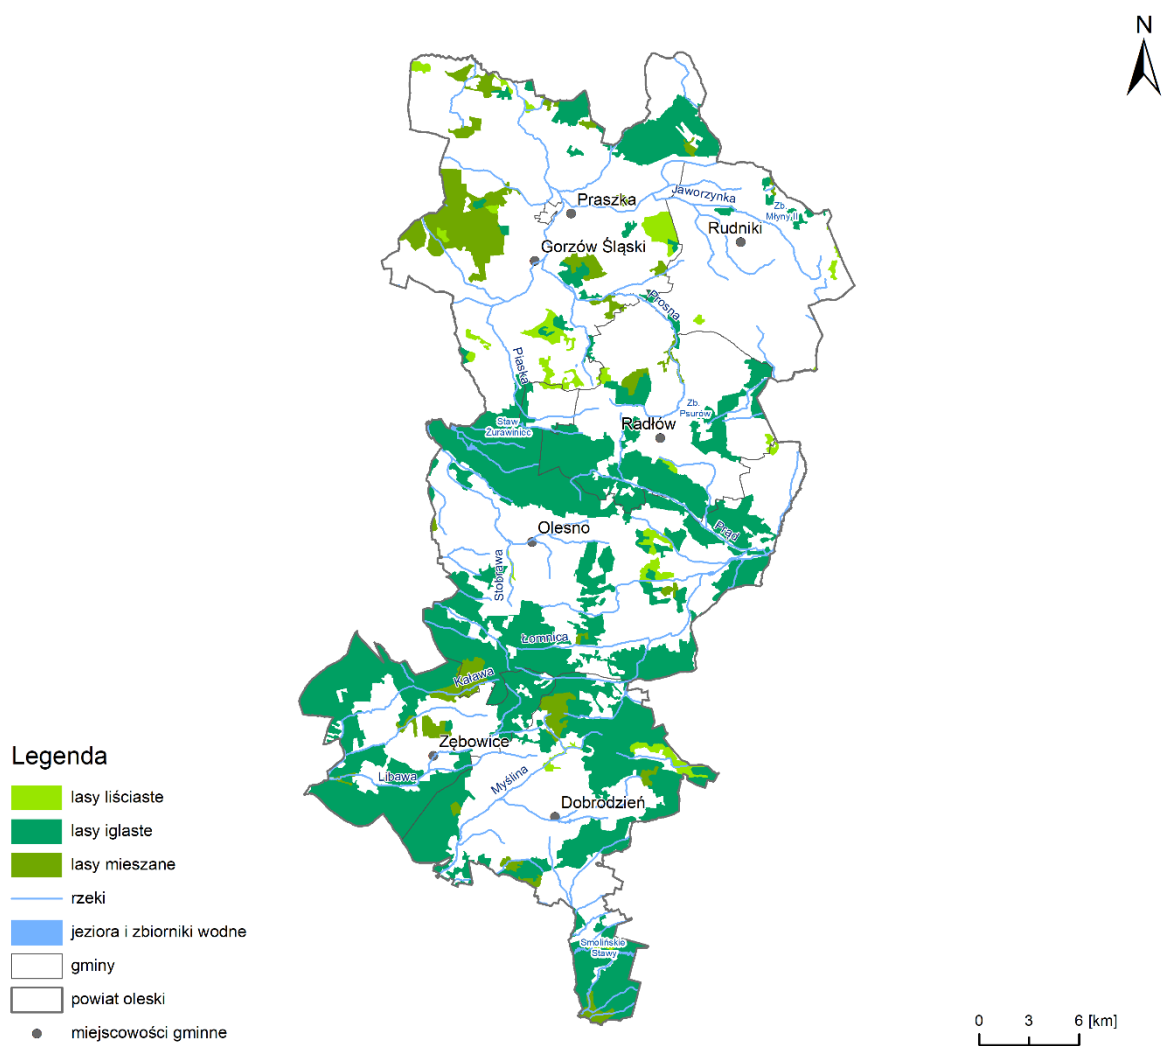 N
Praszka
Jaworzynka
Zb.
Młyny II
Rudniki
Gorzów Śląski
Prosna
Piaska
Zb.
Psurów
Staw
Żurawiniec
Radłów
Olesno
Prąd
Stobrawa
Łomnica
Kaława
Zębowice
Libawa
Myślina
Dobrodzień
Smolińskie
Stawy
Legenda
lasy liściaste
lasy iglaste
lasy mieszane
rzeki
jeziora i zbiorniki wodne
gminy
powiat oleski
miejscowości gminne
0 3 6 [km]